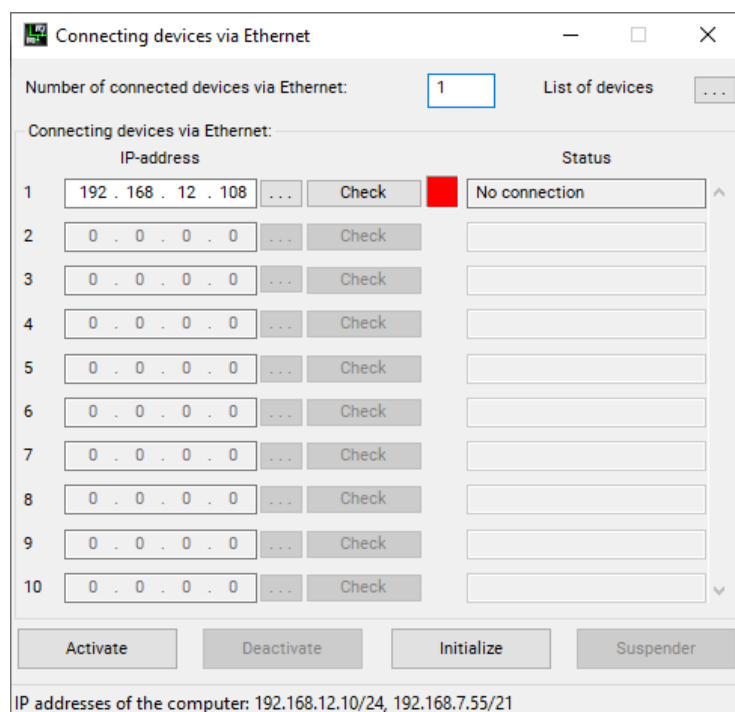 Connecting devices via Ethernet
Number of connected devices via Ethernet: 1 List of devices ...
Connecting devices via Ethernet:
IP-address Status
1 192 . 168 . 12 . 108 ... Check No connection
2 0 . 0 . 0 . 0 ... Check
3 0 . 0 . 0 . 0 ... Check
4 0 . 0 . 0 . 0 ... Check
5 0 . 0 . 0 . 0 ... Check
6 0 . 0 . 0 . 0 ... Check
7 0 . 0 . 0 . 0 ... Check
8 0 . 0 . 0 . 0 ... Check
9 0 . 0 . 0 . 0 ... Check
10 0 . 0 . 0 . 0 ... Check
Activate Deactivate Initialize Suspender
IP addresses of the computer: 192.168.12.10/24, 192.168.7.55/21